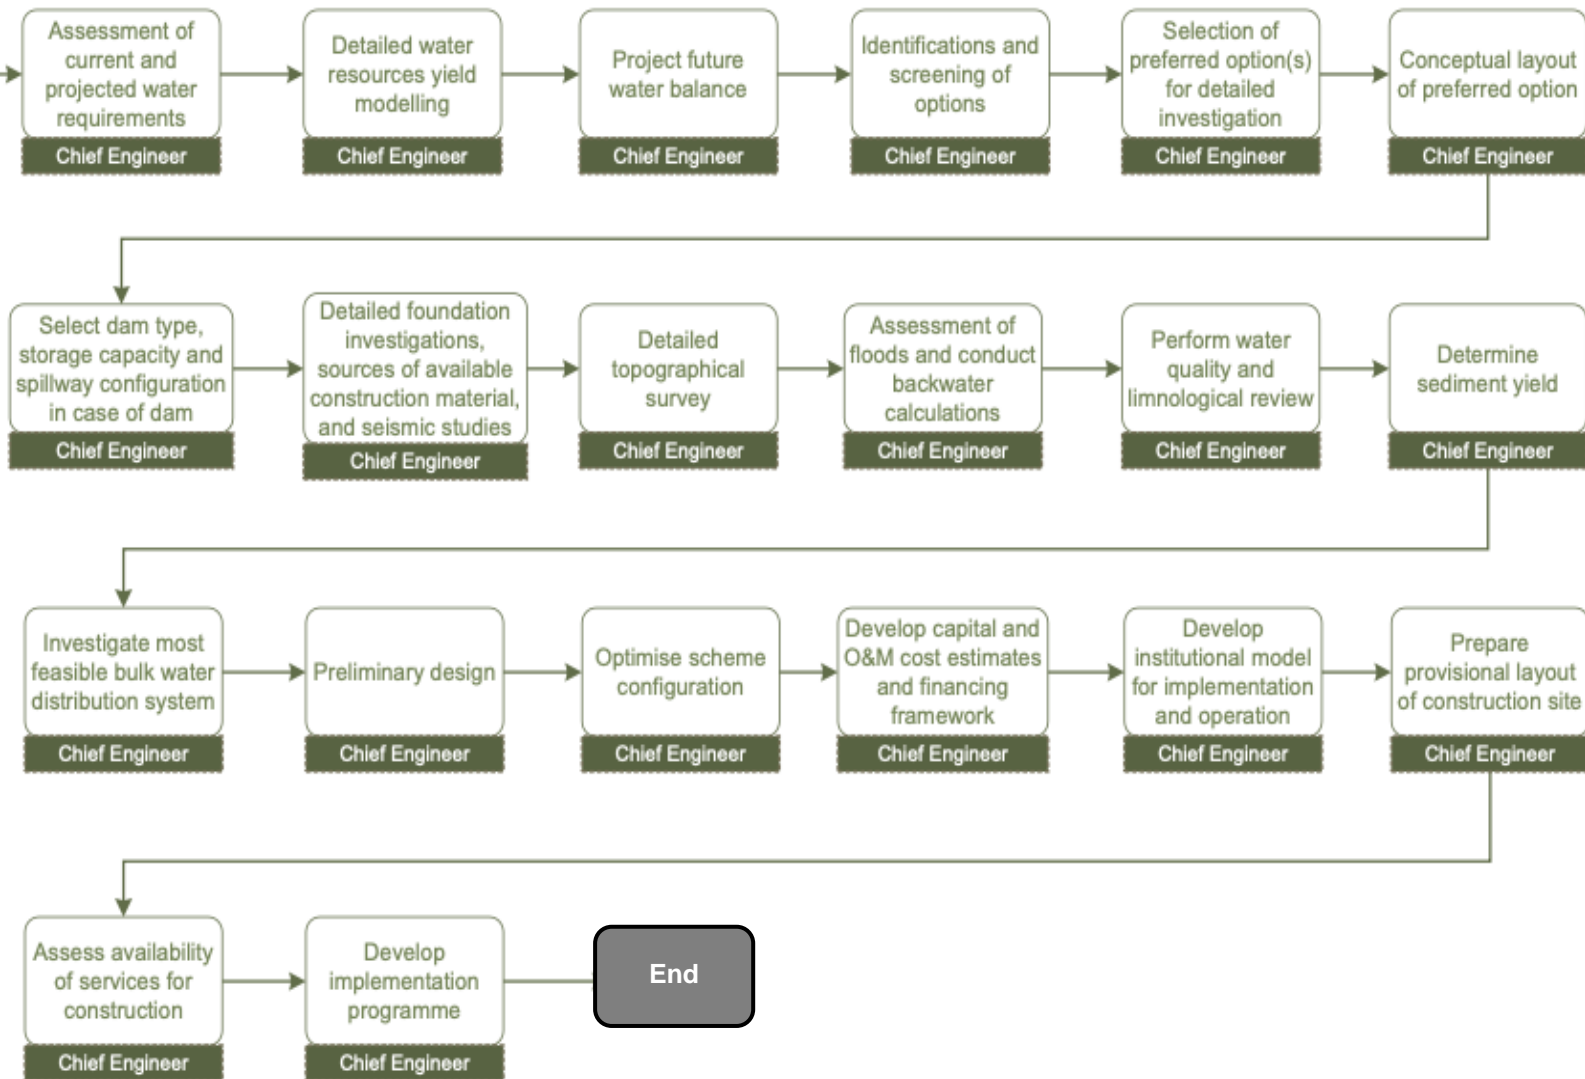 Assessment of
current and
projected water
requirements
Chief Engineer
Detailed water
resources yield
modelling
Chief Engineer
Project future
water balance
Chief Engineer
Identifications and
screening of
options
Chief Engineer
Selection of
preferred option(s)
for detailed
investigation
Chief Engineer
Conceptual layout
of preferred option
Chief Engineer
Select dam type,
storage capacity and
spillway configuration
in case of dam
Chief Engineer
Detailed foundation
investigations,
sources of available
construction material,
and seismic studies
Chief Engineer
Detailed
topographical
survey
Chief Engineer
Assessment of
floods and conduct
backwater
calculations
Chief Engineer
Perform water
quality and
limnological review
Chief Engineer
Determine
sediment yield
Chief Engineer
Investigate most
feasible bulk water
distribution system
Chief Engineer
Preliminary design
Chief Engineer
Optimise scheme
configuration
Chief Engineer
Develop capital and
O&M cost estimates
and financing
framework
Chief Engineer
Develop
institutional model
for implementation
and operation
Chief Engineer
Prepare
provisional layout
of construction site
Chief Engineer
Assess availability
of services for
construction
Chief Engineer
Develop
implementation
programme
Chief Engineer
End